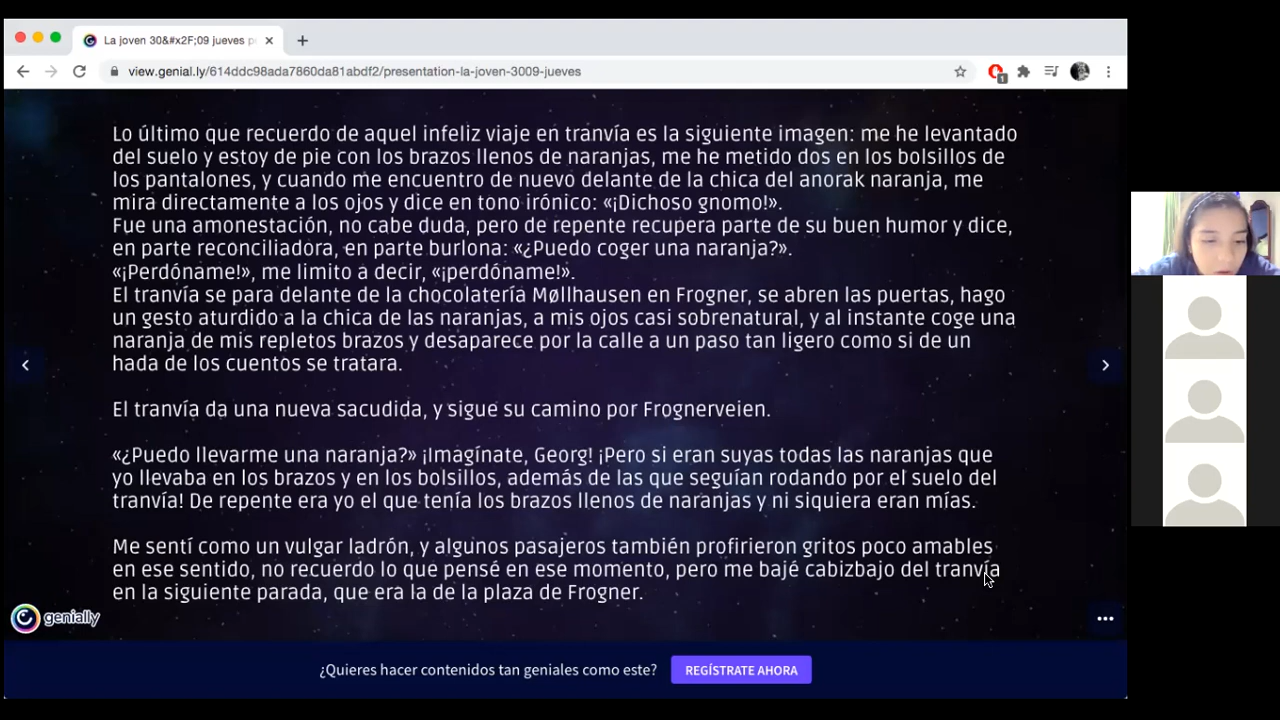 La joven 30&#x2F;09 jueves p
view.genial.ly/614ddc98ada7860da81abdf2/presentation-la-joven-3009-jueves
1
Lo último que recuerdo de aquel infeliz viaje en tranvía es la siguiente imagen: me he levantado
del suelo y estoy de pie con los brazos llenos de naranjas, me he metido dos en los bolsillos de
los pantalones, y cuando me encuentro de nuevo delante de la chica del anorak naranja, me
mira directamente a los ojos y dice en tono irónico: «¡Dichoso gnomo!».
Fue una amonestación, no cabe duda, pero de repente recupera parte de su buen humor y dice,
en parte reconciliadora, en parte burlona: «¿Puedo coger una naranja?».
«¡Perdóname!», me limito a decir, «¡perdóname!».
El tranvía se para delante de la chocolatería Møllhausen en Frogner, se abren las puertas, hago
un gesto aturdido a la chica de las naranjas, a mis ojos casi sobrenatural, y al instante coge una
naranja de mis repletos brazos y desaparece por la calle a un paso tan ligero como si de un
hada de los cuentos se tratara.
El tranvía da una nueva sacudida, y sigue su camino por Frognerveien.
«¿Puedo llevarme una naranja?» ¡Imagínate, Georg! ¡Pero si eran suyas todas las naranjas que
yo llevaba en los brazos y en los bolsillos, además de las que seguían rodando por el suelo del
tranvía! De repente era yo el que tenía los brazos llenos de naranjas y ni siquiera eran mías.
Me sentí como un vulgar ladrón, y algunos pasajeros también profirieron gritos poco amables
en ese sentido, no recuerdo lo que pensé en ese momento, pero me bajé cabizbajo del tranvía
en la siguiente parada, que era la de la plaza de Frogner.
genially
¿Quieres hacer contenidos tan geniales como este?
REGÍSTRATE AHORA